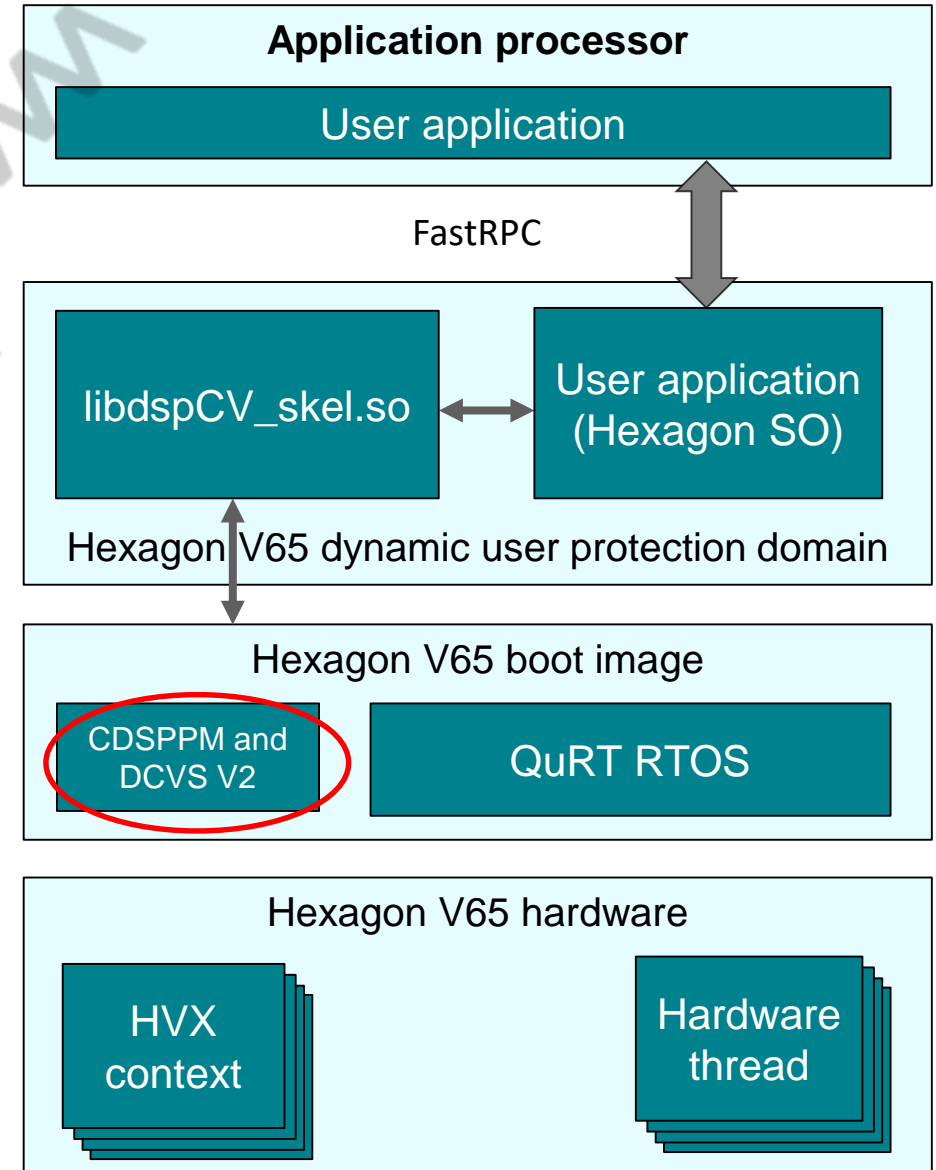 Application processor
User application
FastRPC
libdspCV_skel.so
User application
(Hexagon SO)
Hexagon V65 dynamic user protection domain
Hexagon V65 boot image
CDSPPM and
DCVS V2
QuRT RTOS
Hexagon V65 hardware
HVX
context
Hardware
thread